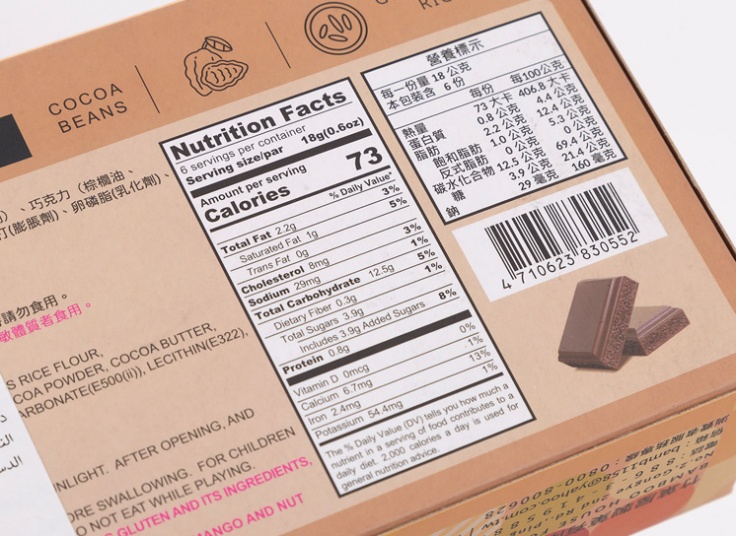 COCOA
BEANS
Nutrition Facts
6 servings per container
Serving size/par 18g(0.6oz)
Amount per serving
Calories 73
% Daily Value*
Total Fat 2.2g 3%
Saturated Fat 1g 5%
Trans Fat 0g
Cholesterol 8mg 3%
Sodium 29mg 1%
Total Carbohydrate 12.5g 5%
Dietary Fiber 0.3g 1%
Total Sugars 3.9g
Includes 3.9g Added Sugars 8%
Protein 0.8g
Vitamin D 0mcg 0%
Calcium 6.7mg 1%
Iron 2.4mg 13%
Potassium 54.4mg 1%
The % Daily Value (DV) tells you how much a
nutrient in a serving of food contributes to a
daily diet. 2,000 calories a day is used for
general nutrition advice.
營養標示
每一份量 18 公克
本包裝含 6 份
每份 每100公克
熱量 73 大卡 406.8 大卡
蛋白質 0.8 公克 4.4 公克
脂肪 2.2 公克 12.4 公克
飽和脂肪 1.0 公克 5.3 公克
反式脂肪 0 公克 0 公克
碳水化合物 12.5 公克 69.4 公克
糖 3.9 公克 21.4 公克
鈉 29 毫克 160 毫克
4 710623 830552
、巧克力（棕櫚油、
(膨脹劑)、卵磷脂(乳化劑)、
請勿食用。
敏體質者食用。
RICE FLOUR,
POWDER, COCOA BUTTER,
(E500(ii)), LECITHIN(E322),
AFTER OPENING, AND
SWALLOWING. FOR CHILDREN
NOT EAT WHILE PLAYING.
GLUTEN AND ITS INGREDIENTS,
MANGO AND NUT